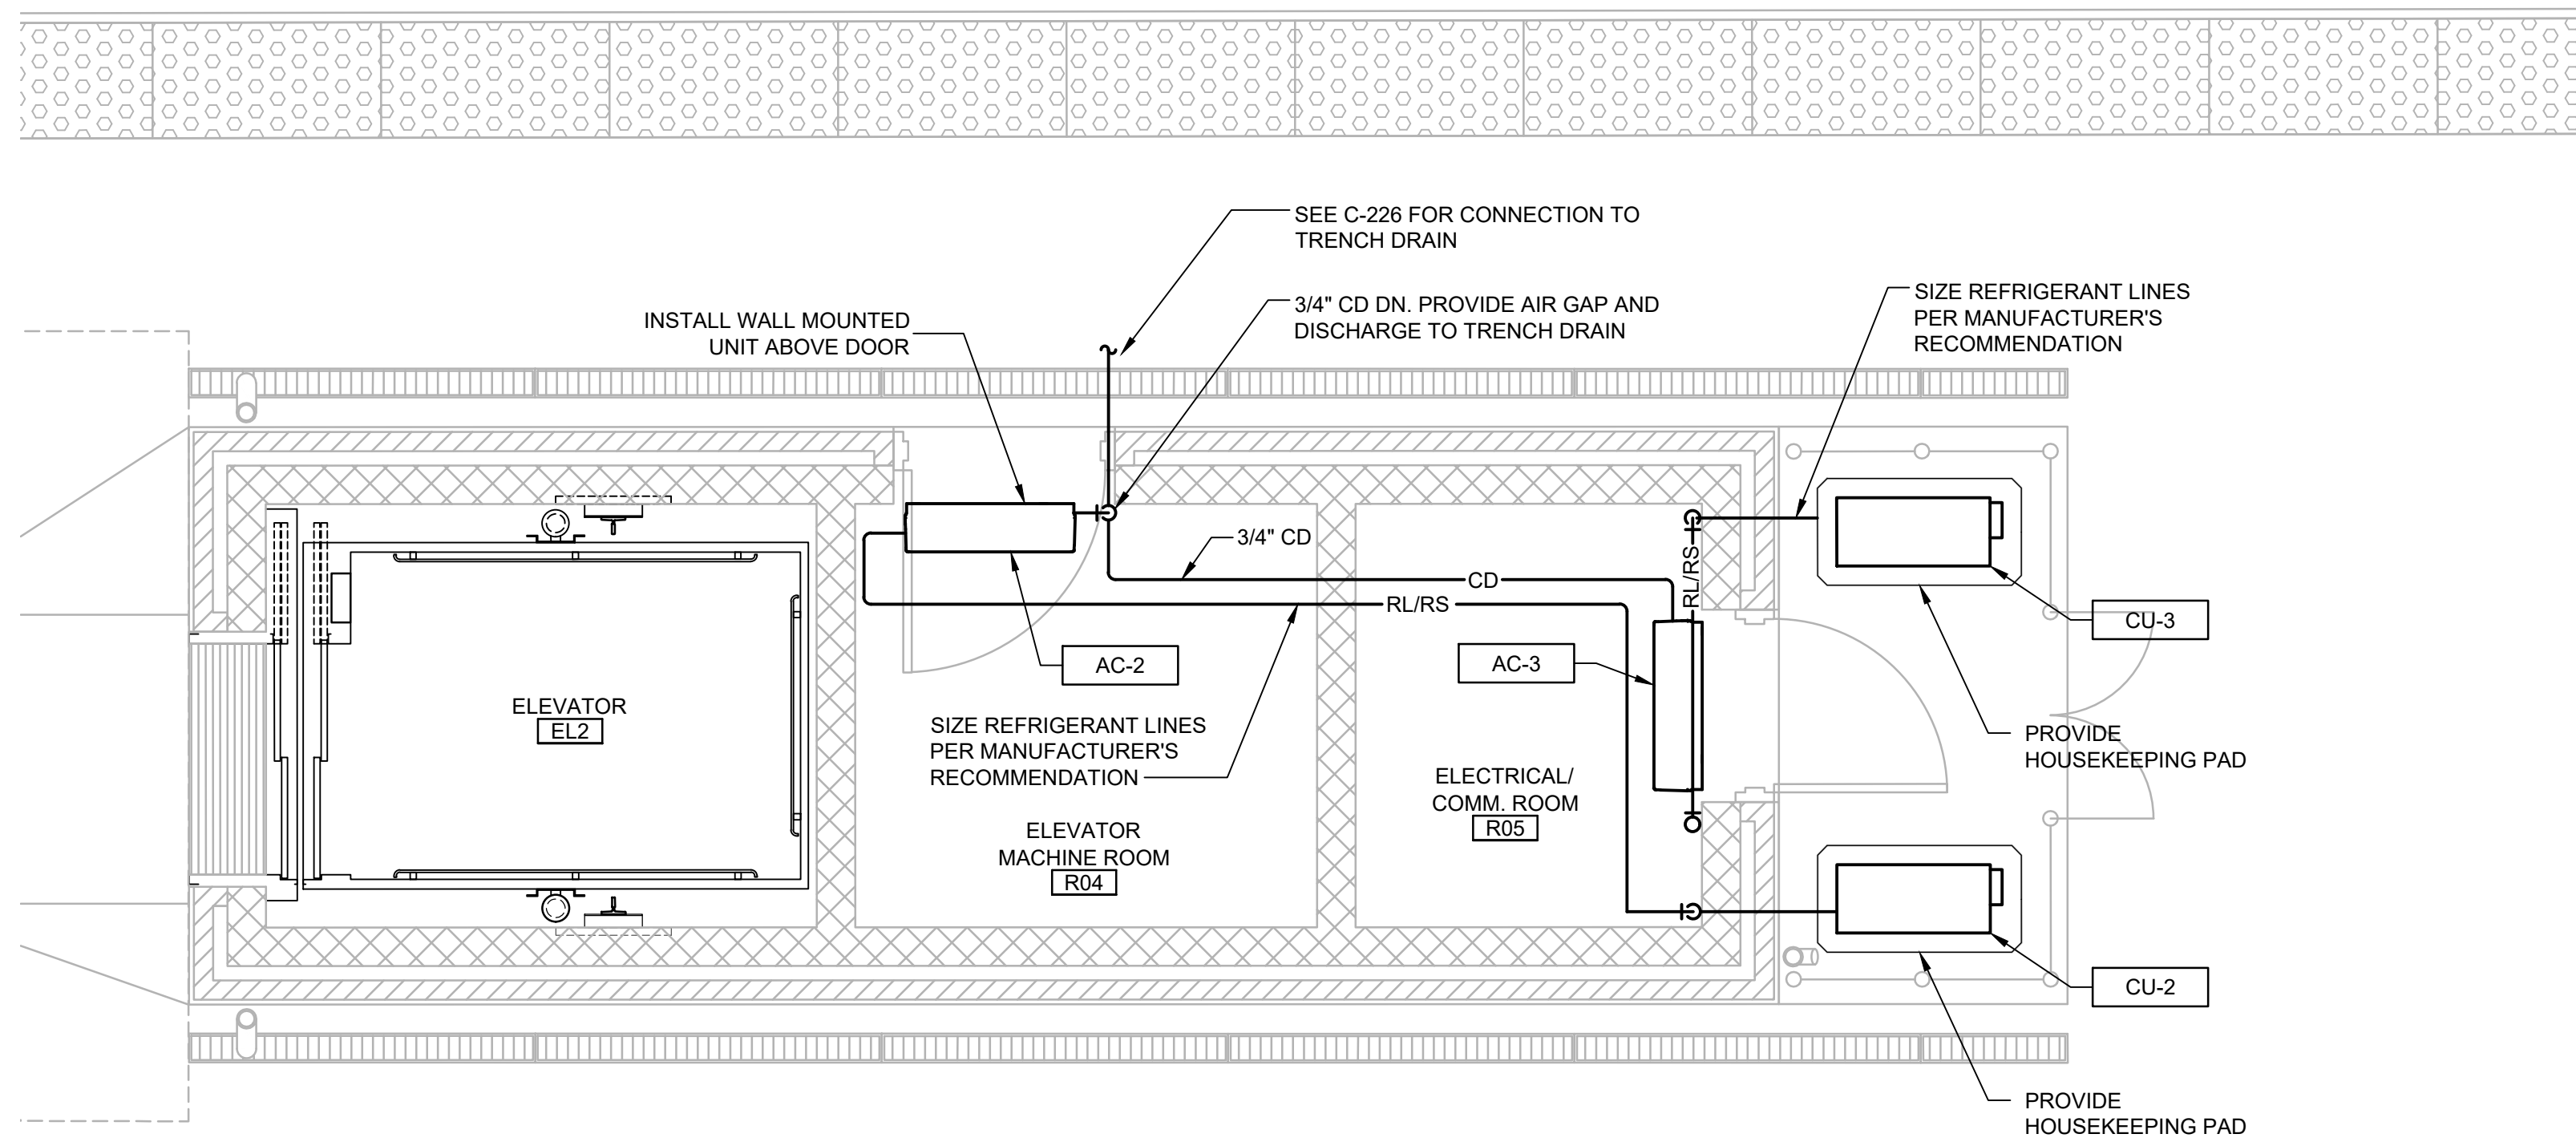 SEE C-226 FOR CONNECTION TO
TRENCH DRAIN
3/4" CD DN. PROVIDE AIR GAP AND
DISCHARGE TO TRENCH DRAIN
SIZE REFRIGERANT LINES
PER MANUFACTURER'S
RECOMMENDATION
INSTALL WALL MOUNTED
UNIT ABOVE DOOR
3/4" CD
CD
RL/RS
RL/RS
CU-3
AC-2
AC-3
ELEVATOR
EL2
SIZE REFRIGERANT LINES
PER MANUFACTURER'S
RECOMMENDATION
PROVIDE
HOUSEKEEPING PAD
ELECTRICAL/
COMM. ROOM
R05
ELEVATOR
MACHINE ROOM
R04
CU-2
PROVIDE
HOUSEKEEPING PAD